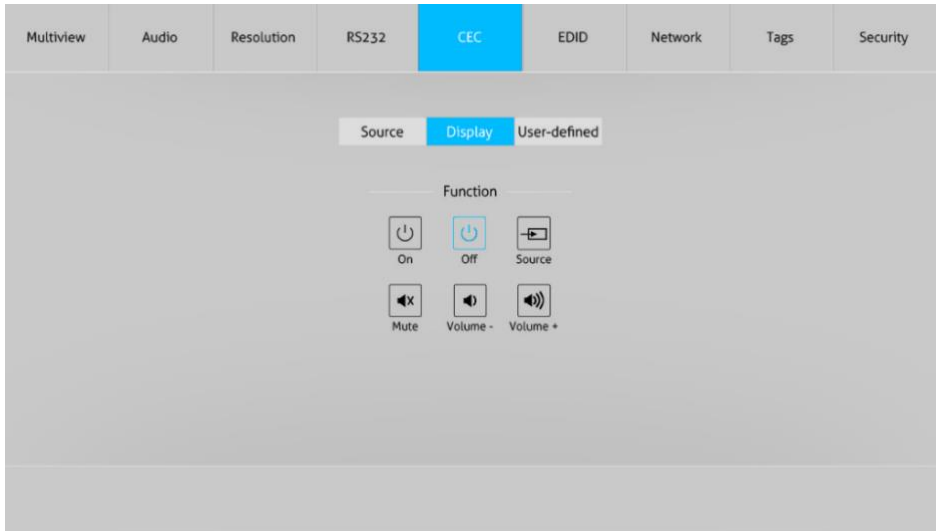 Multiview Audio Resolution RS232 CEC EDID Network Tags Security
Source Display User-defined
Function
On Off Source
Mute Volume - Volume +